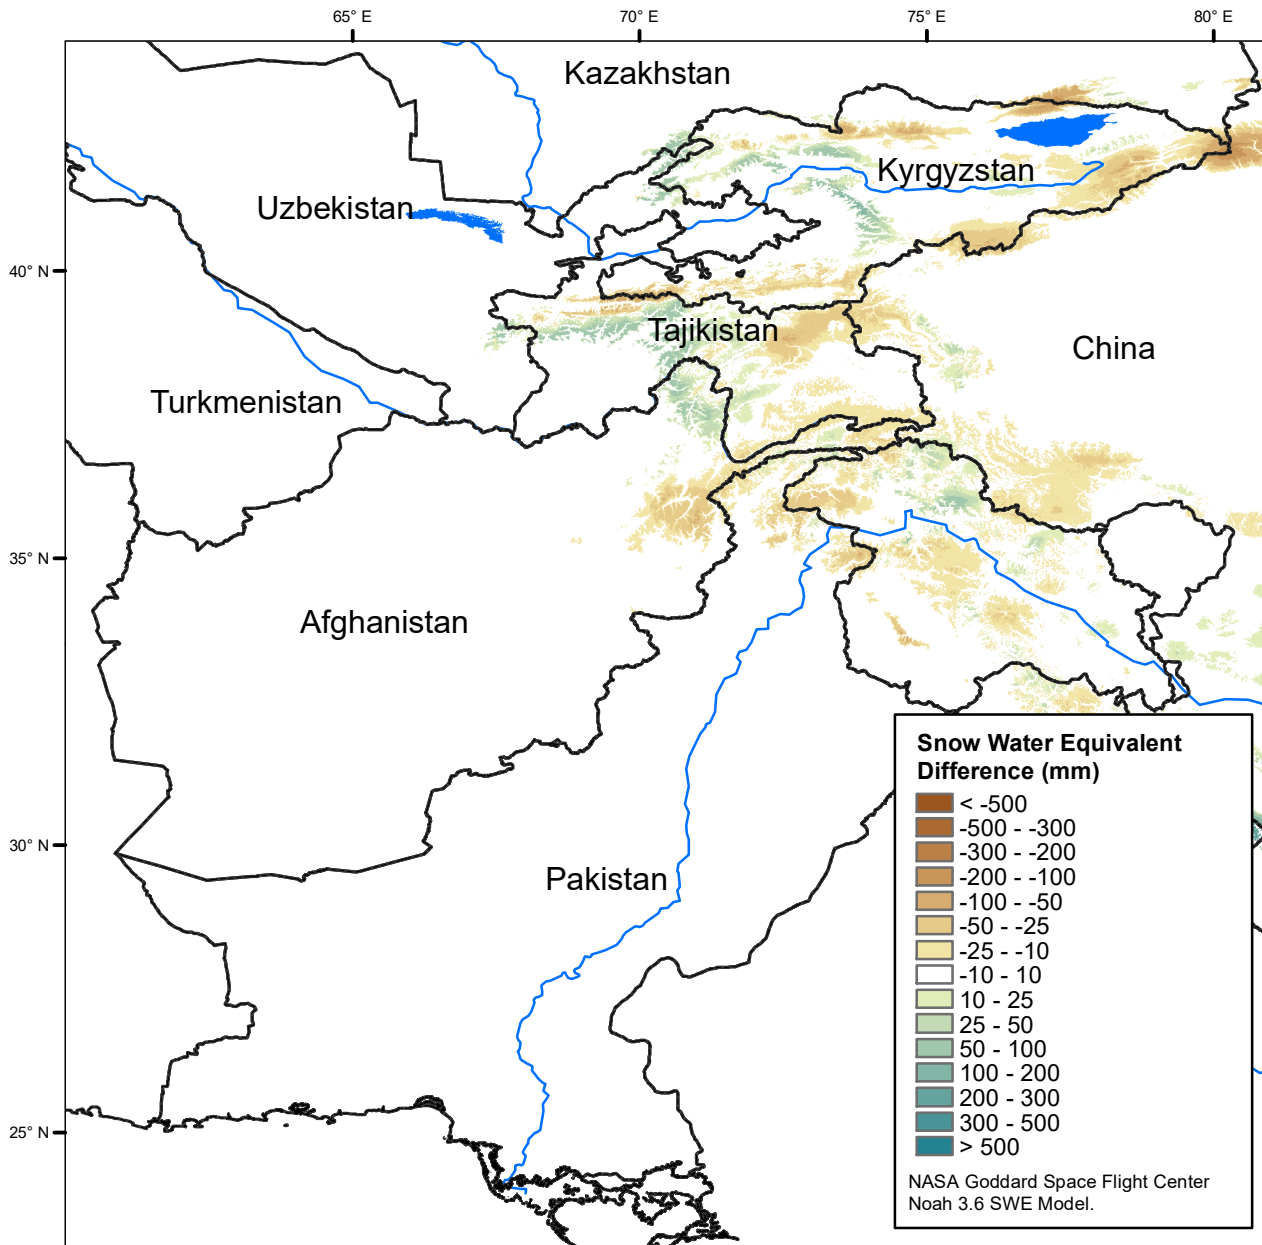 65° E
70° E
75° E
80° E
Kazakhstan
Kyrgyzstan
Uzbekistan
40° N
Tajikistan
China
Turkmenistan
35° N
Afghanistan
30° N
Pakistan
25° N
Snow Water Equivalent
Difference (mm)
< -500
-500 - -300
-300 - -200
-200 - -100
-100 - -50
-50 - -25
-25 - -10
-10 - 10
10 - 25
25 - 50
50 - 100
100 - 200
200 - 300
300 - 500
> 500
NASA Goddard Space Flight Center
Noah 3.6 SWE Model.